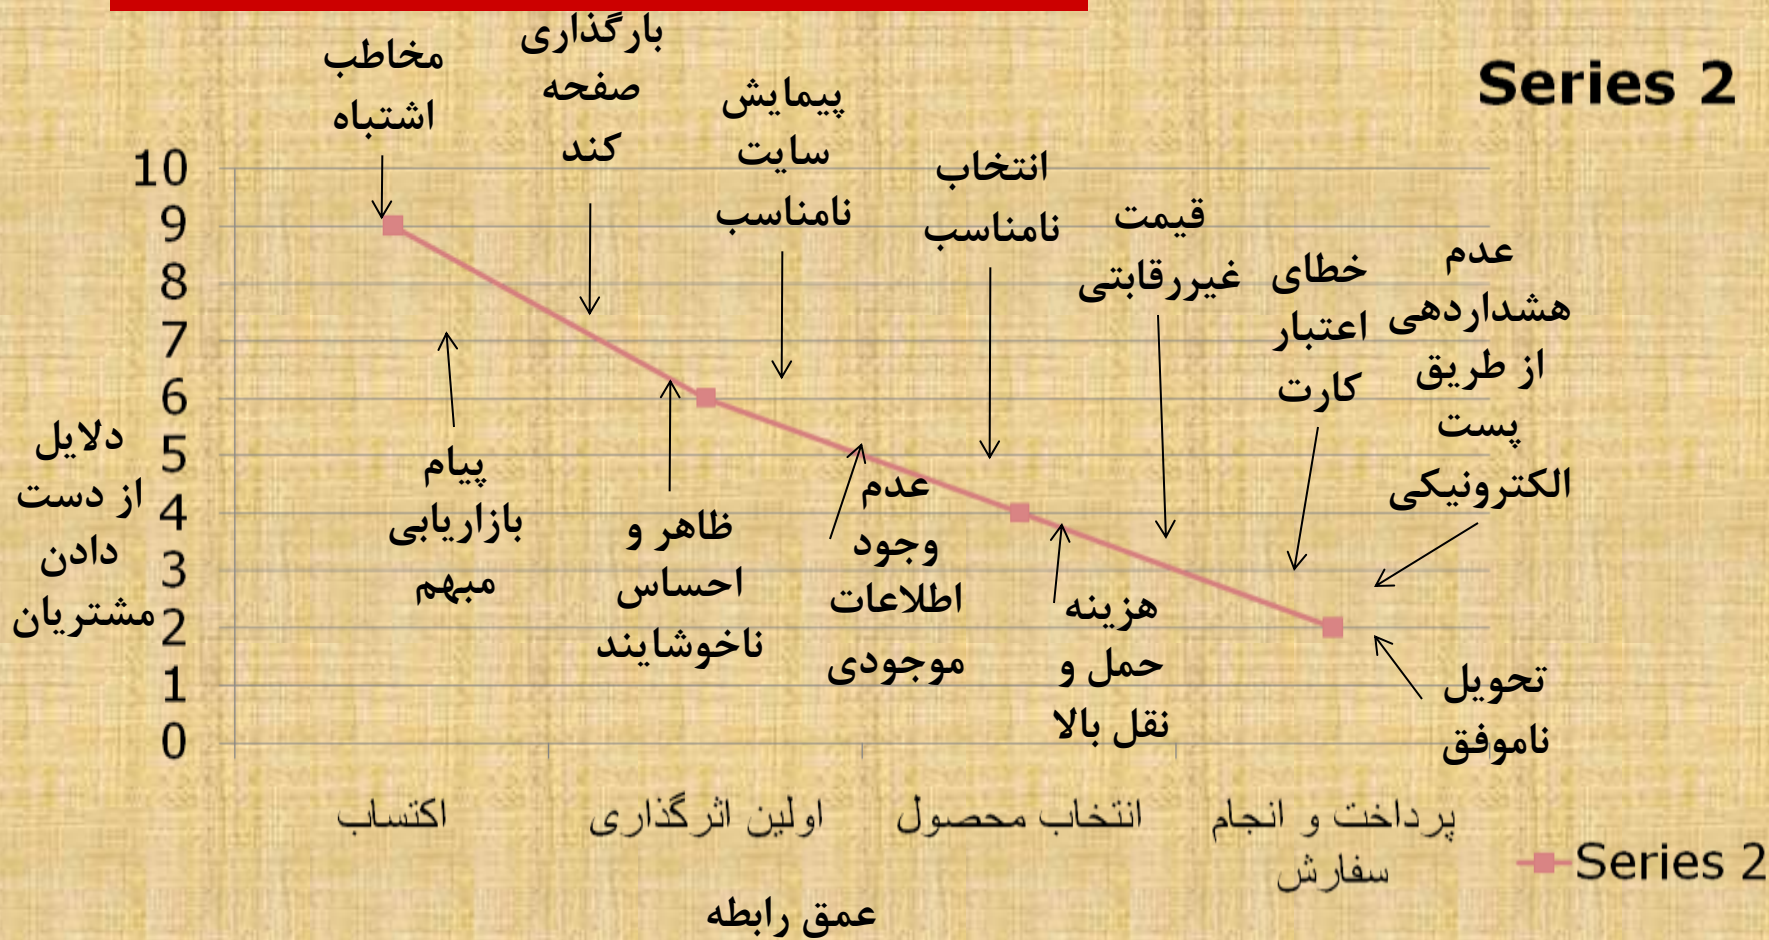 Series 2
مخاطب
اشتباه
بارگذاری
صفحه
کند
پیمایش
سایت
نامناسب
انتخاب
نامناسب
قیمت
غیررقابتی
خطای
اعتبار
کارت
عدم
هشداردهی
از طریق
پست
الکترونیکی
10
9
8
7
6
5
4
3
2
1
0
دلایل
از دست
دادن
مشتریان
پیام
بازاریابی
مبهم
ظاهر و
احساس
ناخوشایند
عدم
وجود
اطلاعات
موجودی
هزینه
حمل و
نقل بالا
تحویل
ناموفق
اکتساب
اولین اثرگذاری
انتخاب محصول
پرداخت و انجام
سفارش
Series 2
عمق رابطه